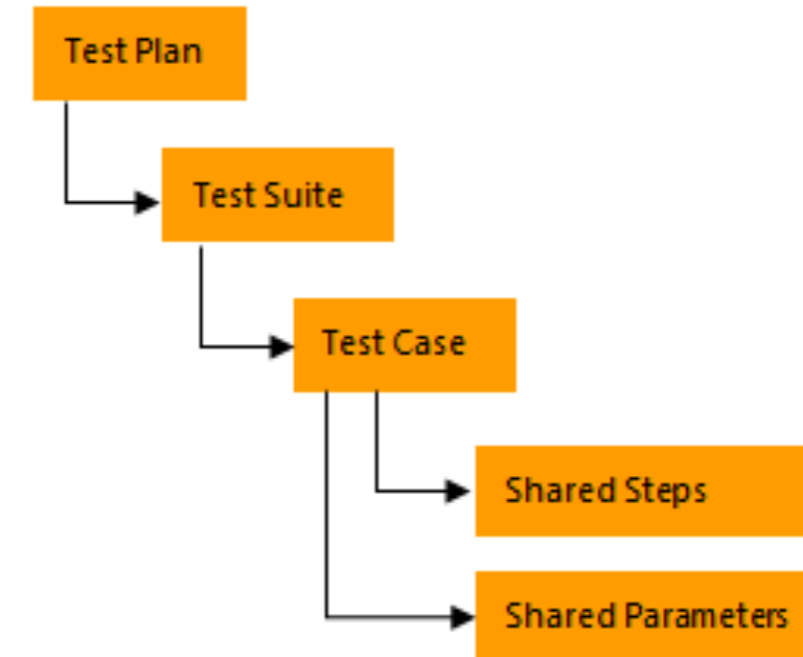 Test Plan
Test Suite
Test Case
Shared Steps
Shared Parameters